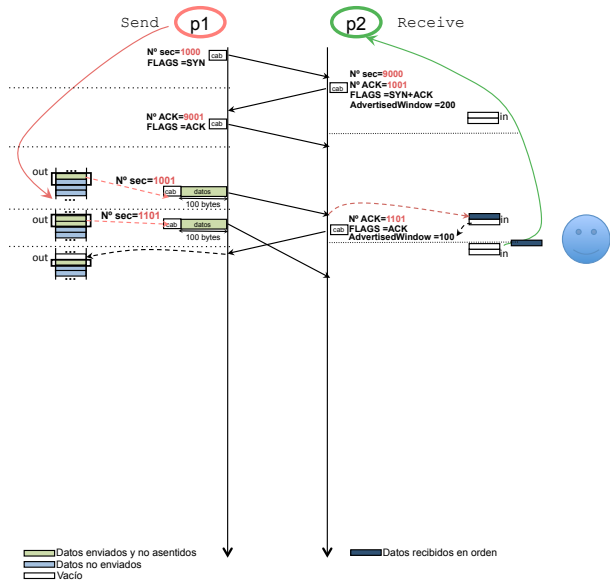 Send
p1
p2
Receive
Nº sec=1000
FLAGS =SYN
cab
Nº sec=9000
Nº ACK=1001
FLAGS =SYN+ACK
AdvertisedWindow =200
cab
in
Nº ACK=9001
FLAGS =ACK
cab
out
...
...
Nº sec=1001
cab
datos
100 bytes
out
...
...
Nº sec=1101
cab
datos
100 bytes
Nº ACK=1101
FLAGS =ACK
AdvertisedWindow =100
cab
in
in
out
...
...
Datos enviados y no asentidos
Datos no enviados
Vacío
Datos recibidos en orden